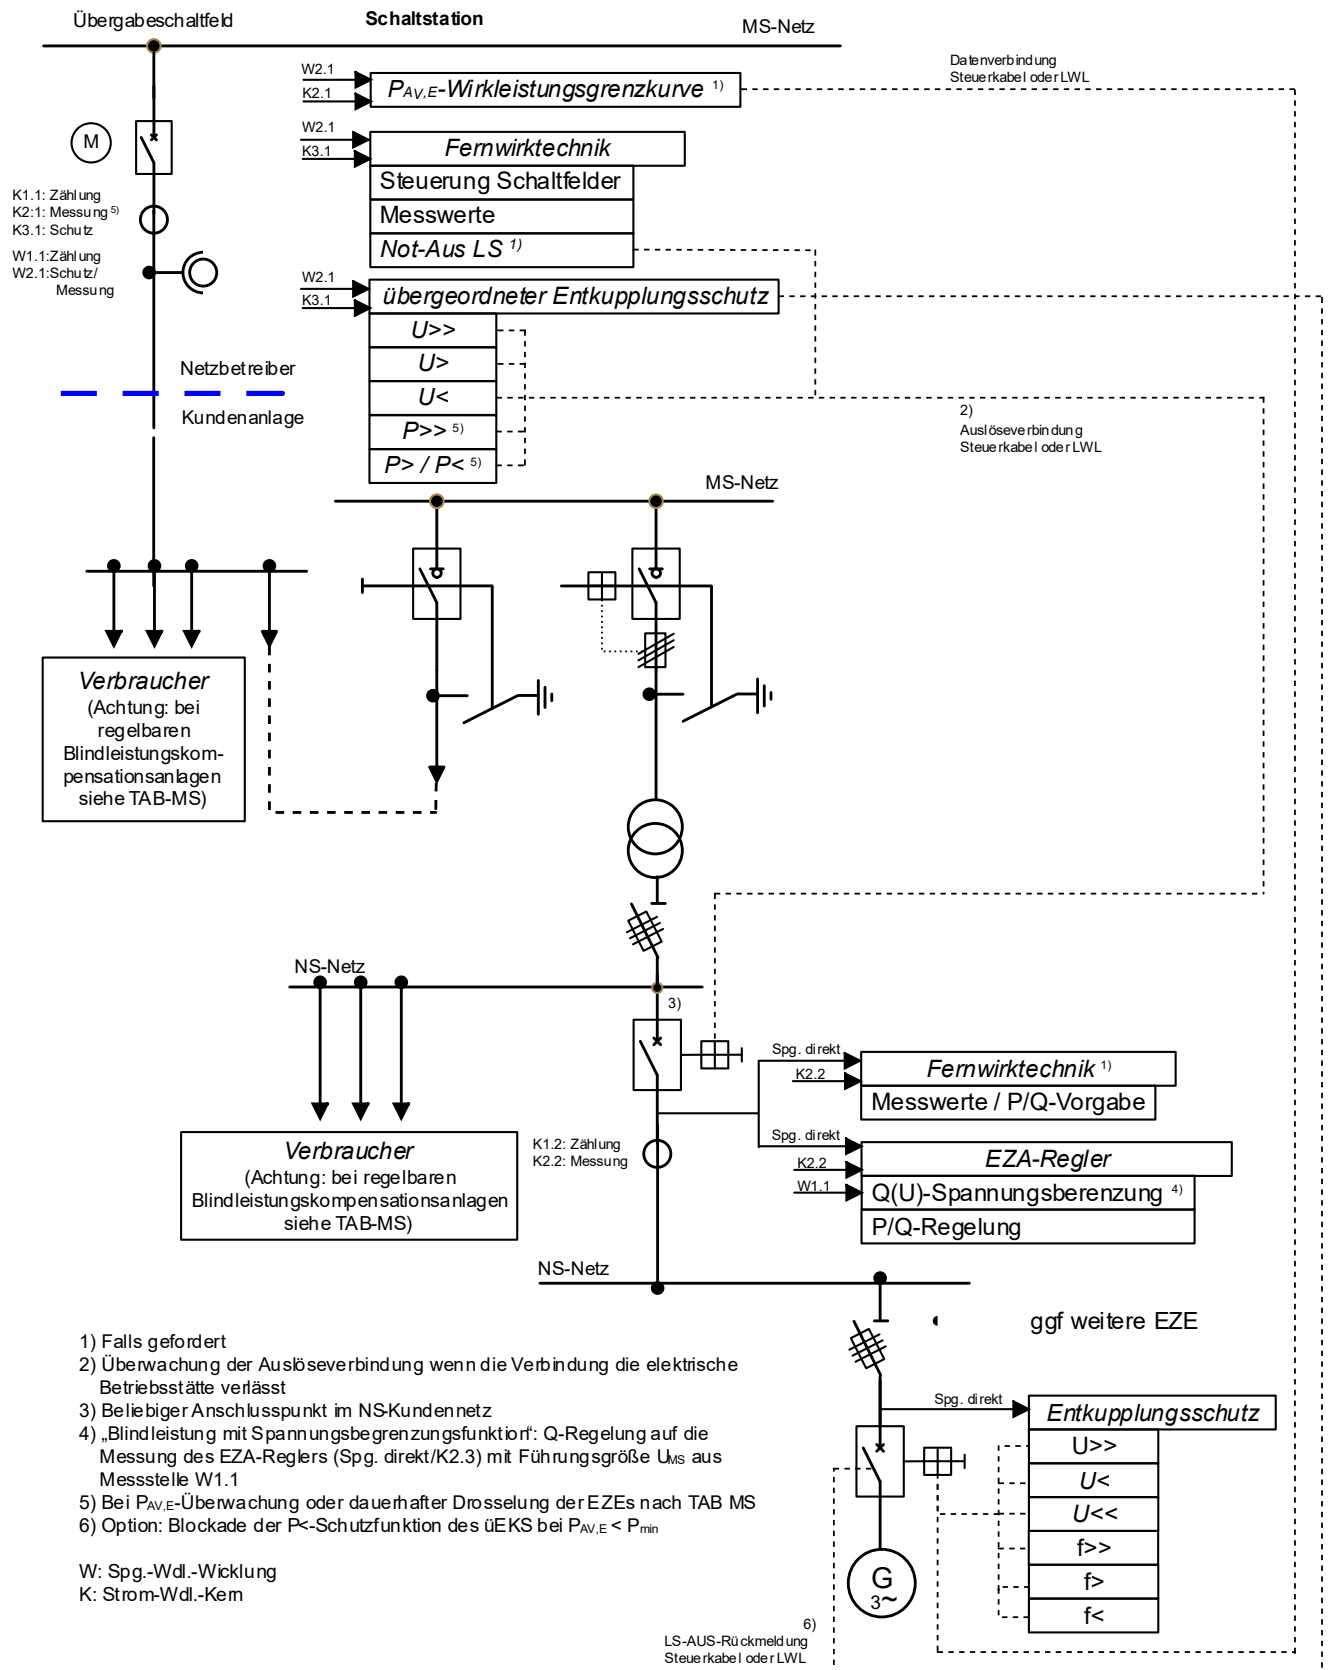 Übergabeschaltfeld
Schaltstation
MS-Netz
Datenverbindung
Steuerkabel oder LWL
W2.1
K2.1
PAV,E-Wirkleistungsgrenzkurve 1)
M
W2.1
K3.1
Fernwirktechnik
Steuerung Schaltfelder
Messwerte
Not-Aus LS 1)
K1.1: Zählung
K2:1: Messung 5)
K3.1: Schutz
W1.1:Zählung
W2.1:Schutz/
Messung
W2.1
K3.1
übergeordneter Entkupplungsschutz
U>>
U>
U<
P>> 5)
P> / P< 5)
Netzbetreiber
Kundenanlage
2)
Auslöseverbindung
Steuerkabel oder LWL
MS-Netz
Verbraucher
(Achtung: bei
regelbaren
Blindleistungskom-
pensationsanlagen
siehe TAB-MS)
NS-Netz
3)
Spg. direkt
K2.2
Fernwirktechnik 1)
Messwerte / P/Q-Vorgabe
Verbraucher
(Achtung: bei regelbaren
Blindleistungskompensationsanlagen
siehe TAB-MS)
K1.2: Zählung
K2.2: Messung
Spg. direkt
K2.2
W1.1
EZA-Regler
Q(U)-Spannungsberenzung 4)
P/Q-Regelung
NS-Netz
ggf weitere EZE
1) Falls gefordert
2) Überwachung der Auslöseverbindung wenn die Verbindung die elektrische
Betriebsstätte verlässt
3) Beliebiger Anschlusspunkt im NS-Kundennetz
4) „Blindleistung mit Spannungsbegrenzungsfunktion“: Q-Regelung auf die
Messung des EZA-Reglers (Spg. direkt/K2.3) mit Führungsgröße UMS aus
Messstelle W1.1
5) Bei PAV,E-Überwachung oder dauerhafter Drosselung der EZEs nach TAB MS
6) Option: Blockade der P<-Schutzfunktion des üEKS bei PAV,E < Pmin
W: Spg.-Wdl.-Wicklung
K: Strom-Wdl.-Kern
Spg. direkt
Entkupplungsschutz
U>>
U<
U<<
f>>
f>
f<
G
3~
6)
LS-AUS-Rückmeldung
Steuerkabel oder LWL